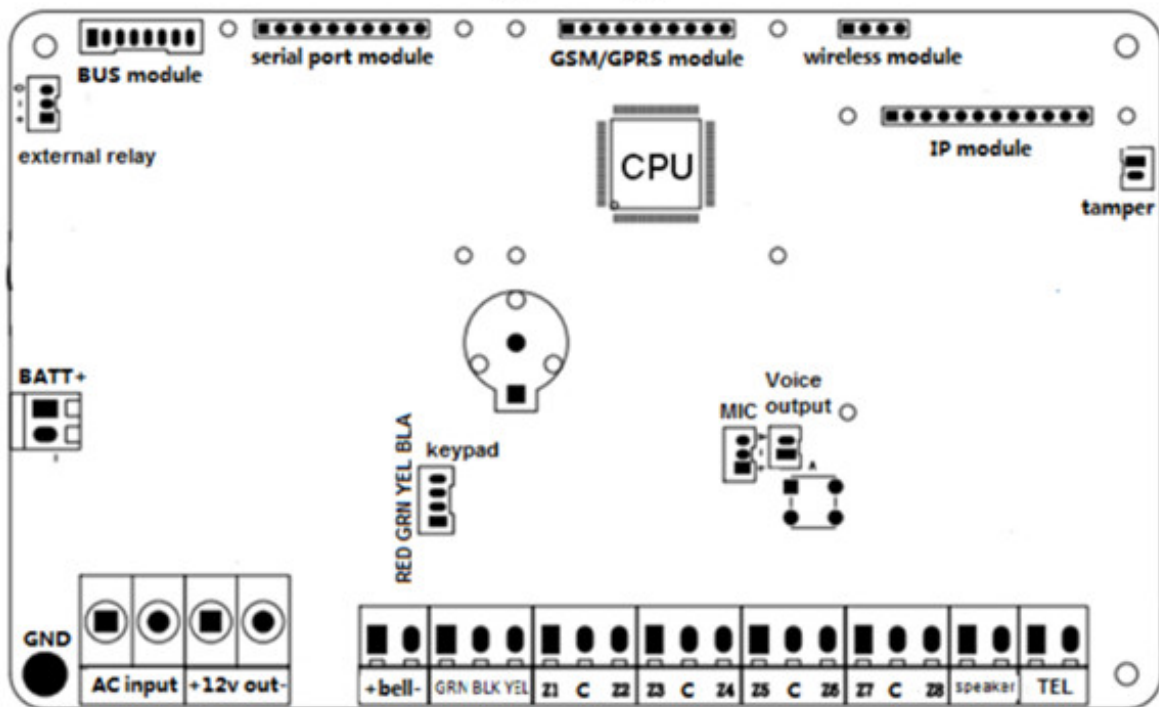 BUS module
serial port module
GSM/GPRS module
wireless module
external relay
CPU
IP module
tamper
BATT+
RED GRN YEL BLA
keypad
MIC
Voice
output
A
GND
AC input
+12v out-
+bell-
GRN BLK YEL
Z1 C Z2
Z3 C Z4
Z5 C Z6
Z7 C Z8
speaker
TEL